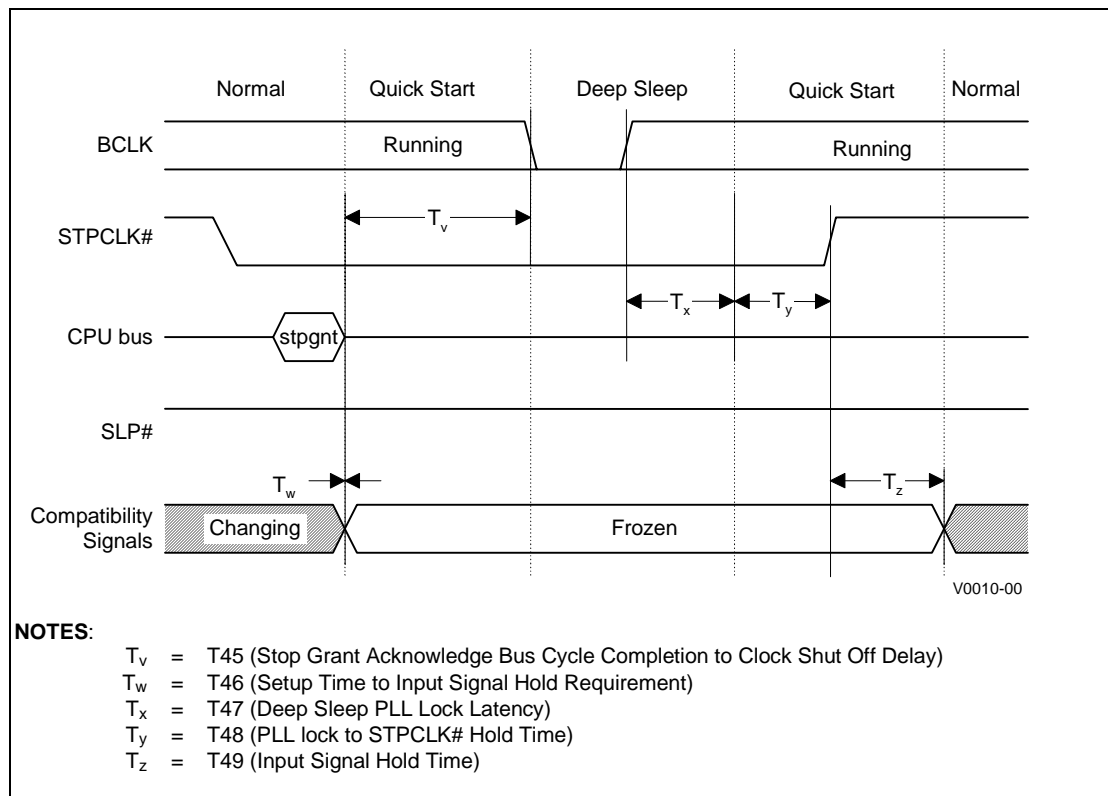 Normal Quick Start Deep Sleep Quick Start Normal
BCLK Running Running
Tv
STPCLK#
Tx Ty
CPU bus stpgnt
SLP#
Tw Tz
Compatibility
Signals Changing Frozen
V0010-00
NOTES:
Tv = T45 (Stop Grant Acknowledge Bus Cycle Completion to Clock Shut Off Delay)
Tw = T46 (Setup Time to Input Signal Hold Requirement)
Tx = T47 (Deep Sleep PLL Lock Latency)
Ty = T48 (PLL lock to STPCLK# Hold Time)
Tz = T49 (Input Signal Hold Time)